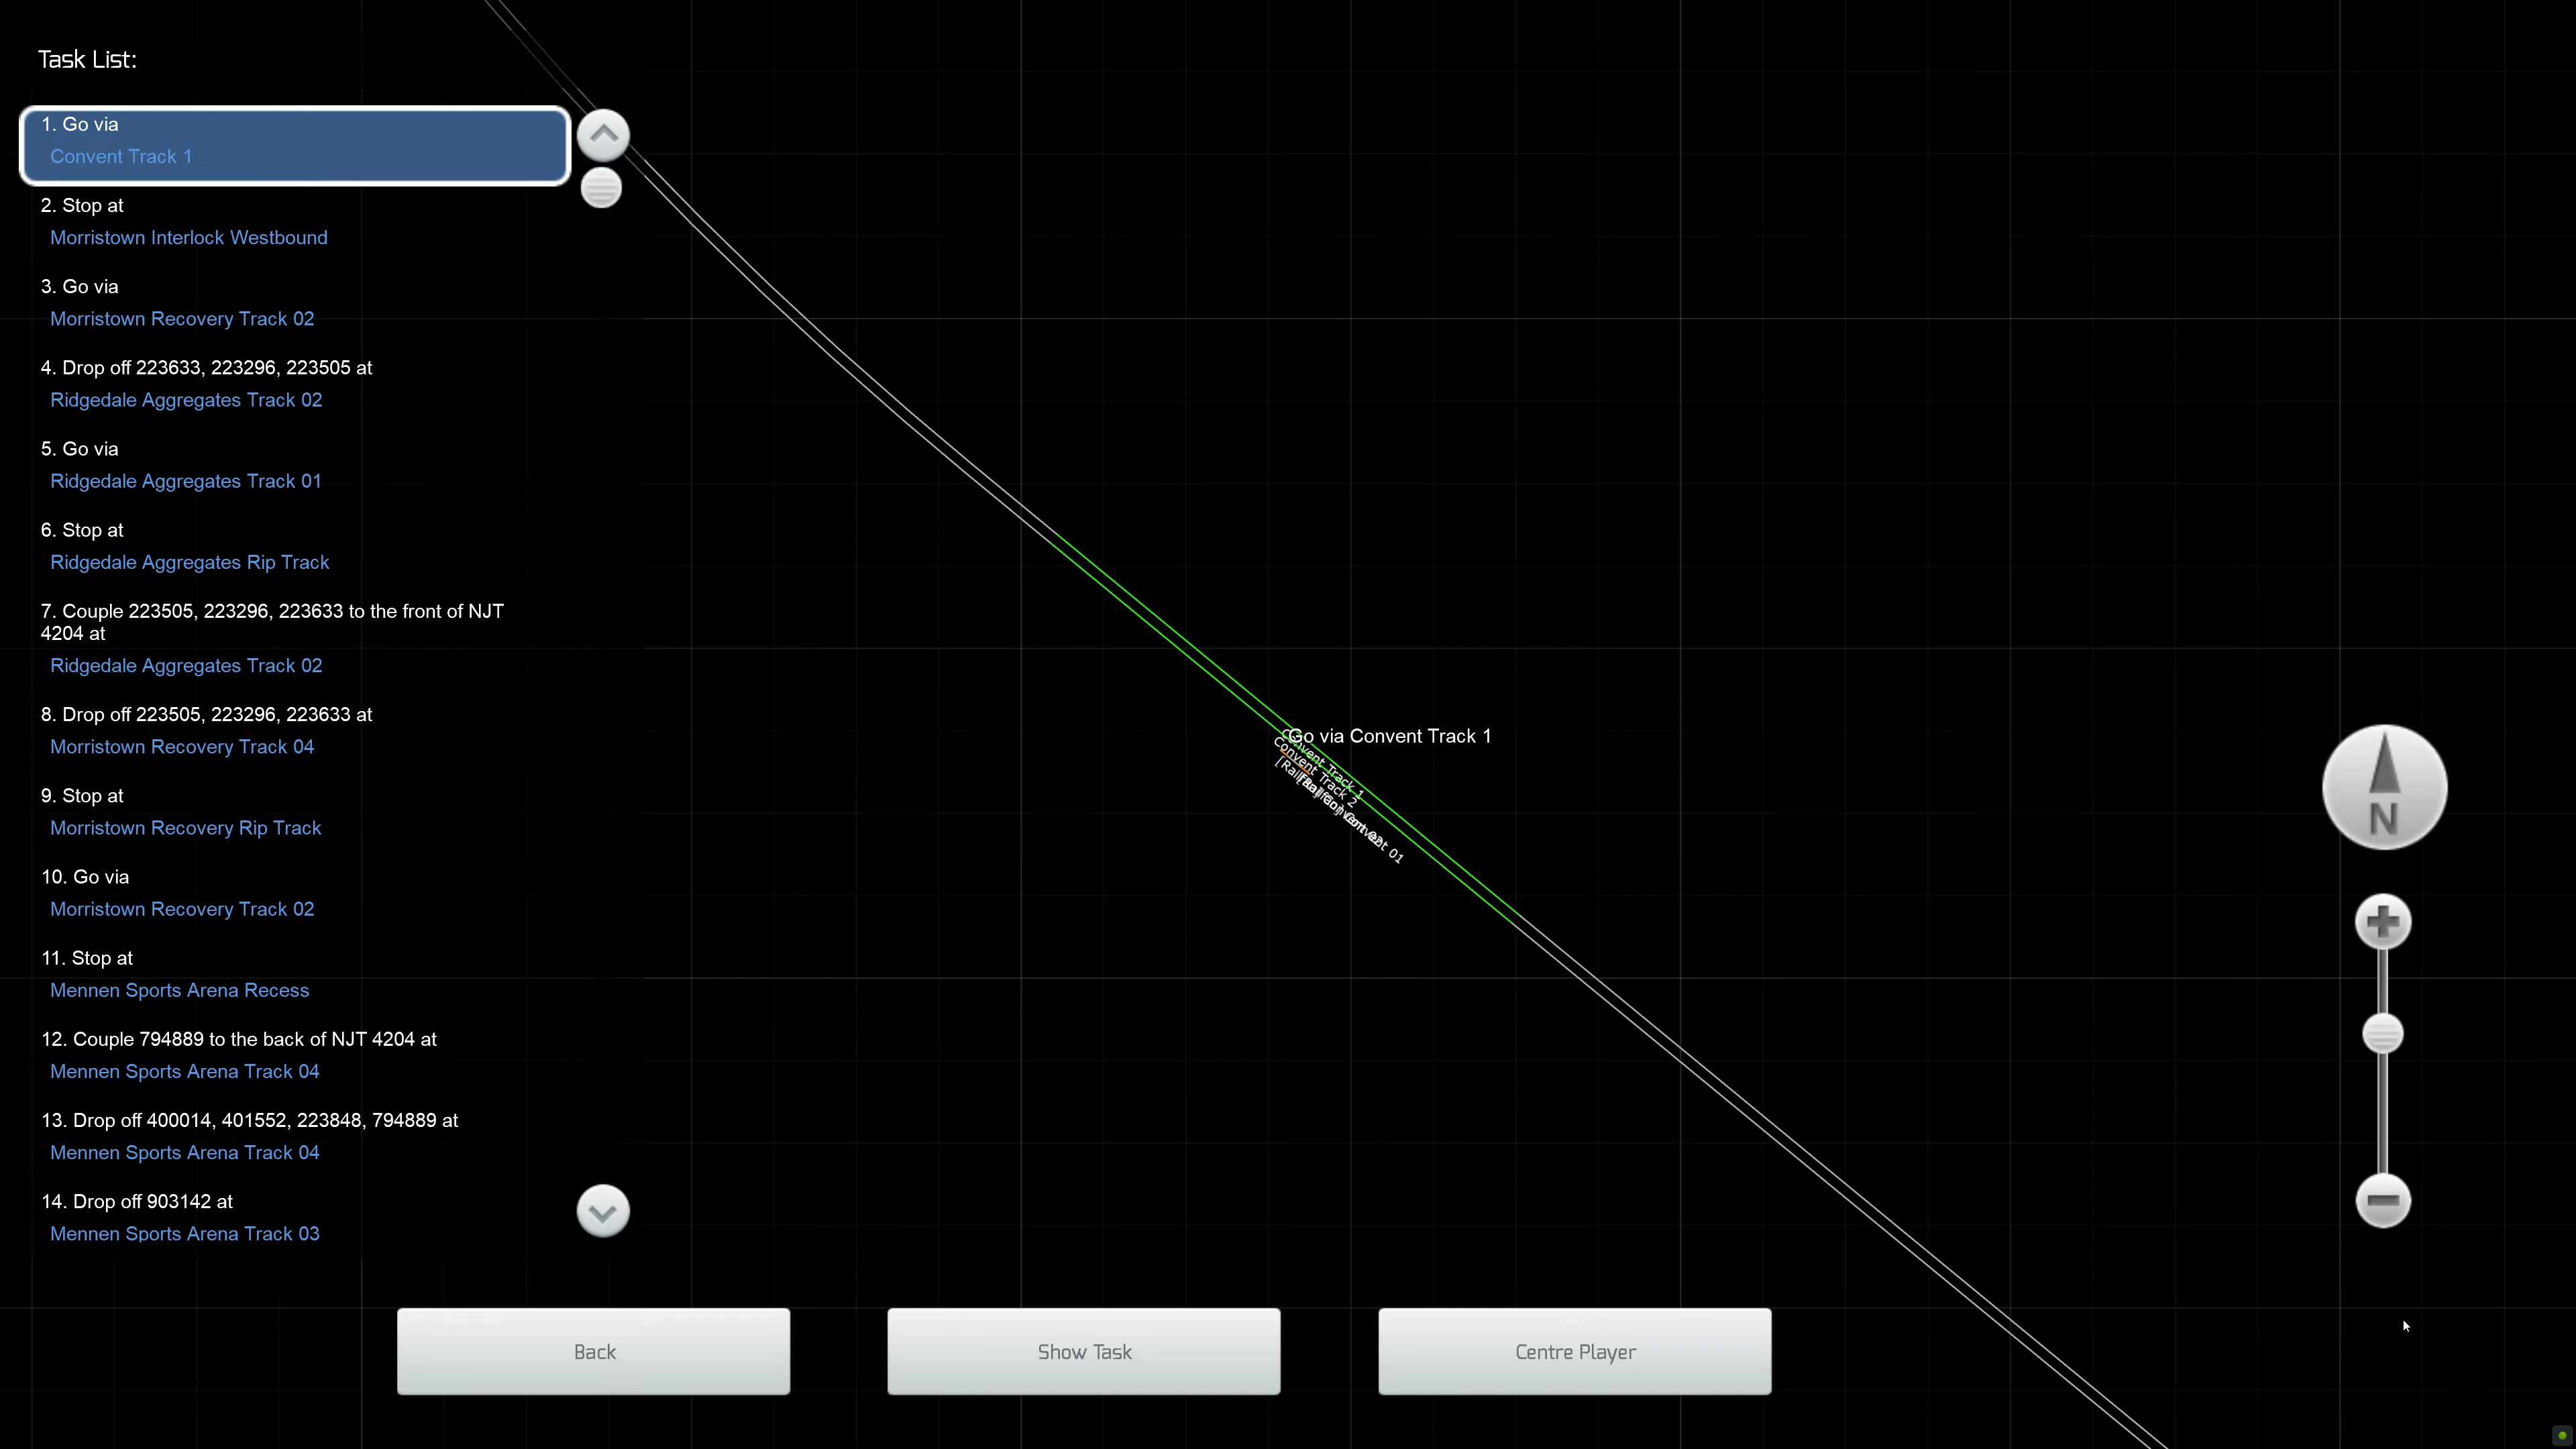 Task List:
1. Go via
Convent Track 1
2. Stop at
Morristown Interlock Westbound
3. Go via
Morristown Recovery Track 02
4. Drop off 223633, 223296, 223505 at
Ridgedale Aggregates Track 02
5. Go via
Ridgedale Aggregates Track 01
6. Stop at
Ridgedale Aggregates Rip Track
7. Couple 223505, 223296, 223633 to the front of NJT
4204 at
Ridgedale Aggregates Track 02
8. Drop off 223505, 223296, 223633 at
Morristown Recovery Track 04
9. Stop at
Morristown Recovery Rip Track
10. Go via
Morristown Recovery Track 02
11. Stop at
Mennen Sports Arena Recess
12. Couple 794889 to the back of NJT 4204 at
Mennen Sports Arena Track 04
13. Drop off 400014, 401552, 223848, 794889 at
Mennen Sports Arena Track 04
14. Drop off 903142 at
Mennen Sports Arena Track 03
Go via Convent Track 1
Convent Track 1
Convent Track 2
N
Back
Show Task
Centre Player